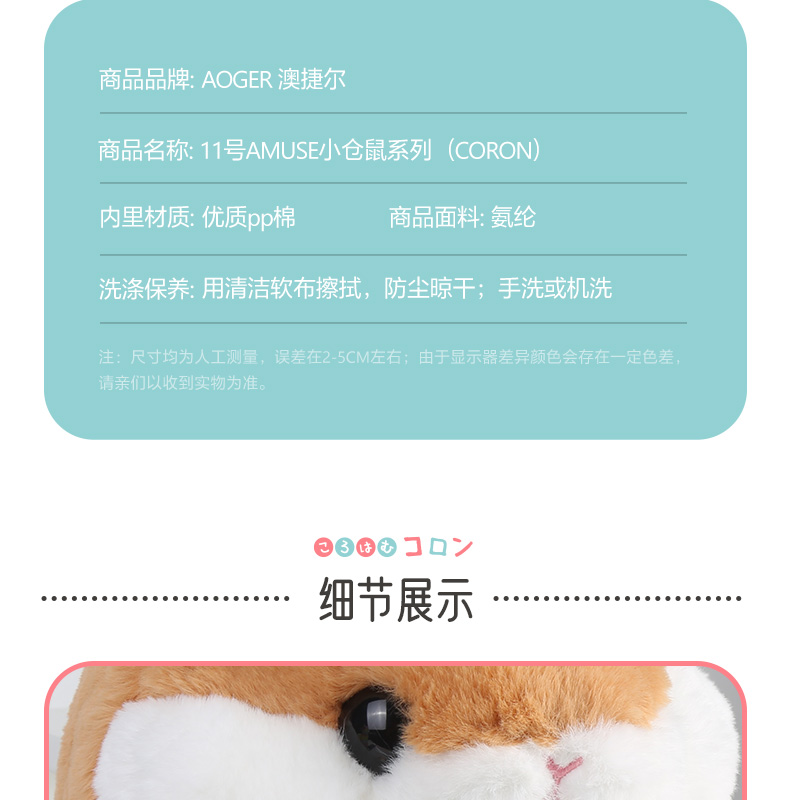 商品品牌: AOGER 澳捷尔
商品名称: 11号AMUSE小仓鼠系列（CORON）
内里材质: 优质pp棉 商品面料: 氨纶
洗涤保养: 用清洁软布擦拭，防尘晾干；手洗或机洗
注：尺寸均为人工测量，误差在2-5CM左右；由于显示器差异颜色会存在一定色差，
请亲们以收到实物为准。
ころはむ コロン
细节展示